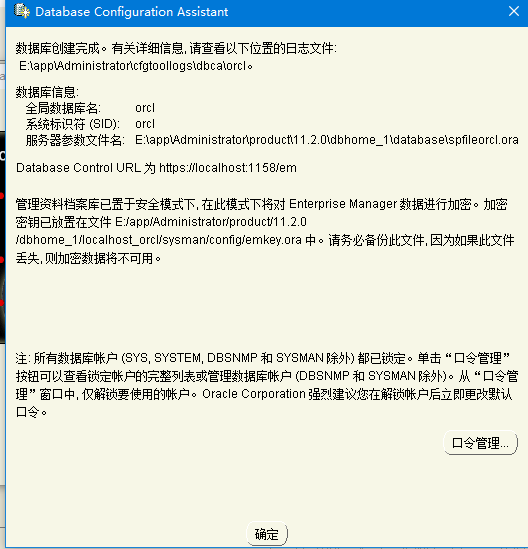 Database Configuration Assistant
数据库创建完成。有关详细信息, 请查看以下位置的日志文件:
E:\app\Administrator\cfgtoollogs\dbca\orcl。
数据库信息:
全局数据库名: orcl
系统标识符 (SID): orcl
服务器参数文件名: E:\app\Administrator\product\11.2.0\dbhome_1\database\spfileorcl.ora
Database Control URL 为 https://localhost:1158/em
管理资料档案库已置于安全模式下, 在此模式下将对 Enterprise Manager 数据进行加密。加密
密钥已放置在文件 E:/app/Administrator/product/11.2.0
/dbhome_1/localhost_orcl/sysman/config/emkey.ora 中。请务必备份此文件, 因为如果此文件
丢失, 则加密数据将不可用。
注: 所有数据库帐户 (SYS, SYSTEM, DBSNMP 和 SYSMAN 除外) 都已锁定。单击“口令管理”
按钮可以查看锁定帐户的完整列表或管理数据库帐户 (DBSNMP 和 SYSMAN 除外)。从“口令管
理”窗口中, 仅解锁要使用的帐户。Oracle Corporation 强烈建议您在解锁帐户后立即更改默认
口令。
口令管理...
确定